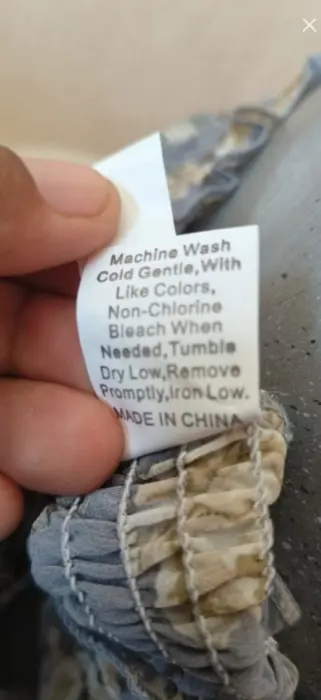 Machine Wash
Cold Gentle,With
Like Colors,
Non-Chlorine
Bleach When
Needed,Tumble
Dry Low,Remove
Promptly,Iron Low.
MADE IN CHINA